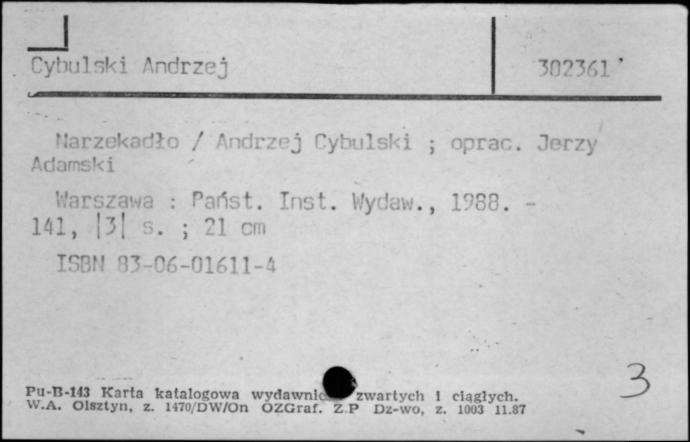 Cybulski Andrzej
302361
Narzekadło / Andrzej Cybulski ; oprac. Jerzy
Adamski
Warszawa : Państ. Inst. Wydaw., 1988. -
141, |3| s. ; 21 cm
ISBN 83-06-01611-4
3
Pu-B-143 Karta katalogowa zwartych i ciągłych.
W.A. Olsztyn, z. 1470/DW/On OZGraf. Z.P Dz-wo, z. 1003 11.87